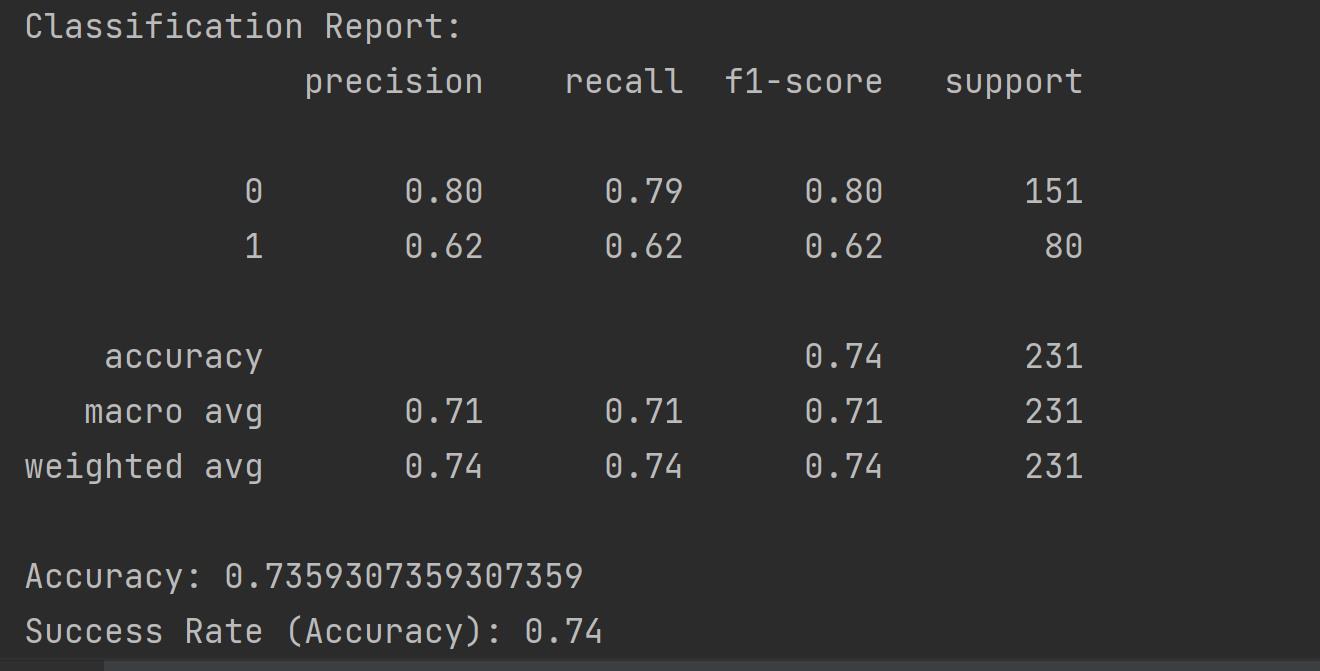 Classification Report:
              precision    recall  f1-score   support

           0       0.80      0.79      0.80       151
           1       0.62      0.62      0.62        80

    accuracy                           0.74       231
   macro avg       0.71      0.71      0.71       231
weighted avg       0.74      0.74      0.74       231

Accuracy: 0.7359307359307359
Success Rate (Accuracy): 0.74